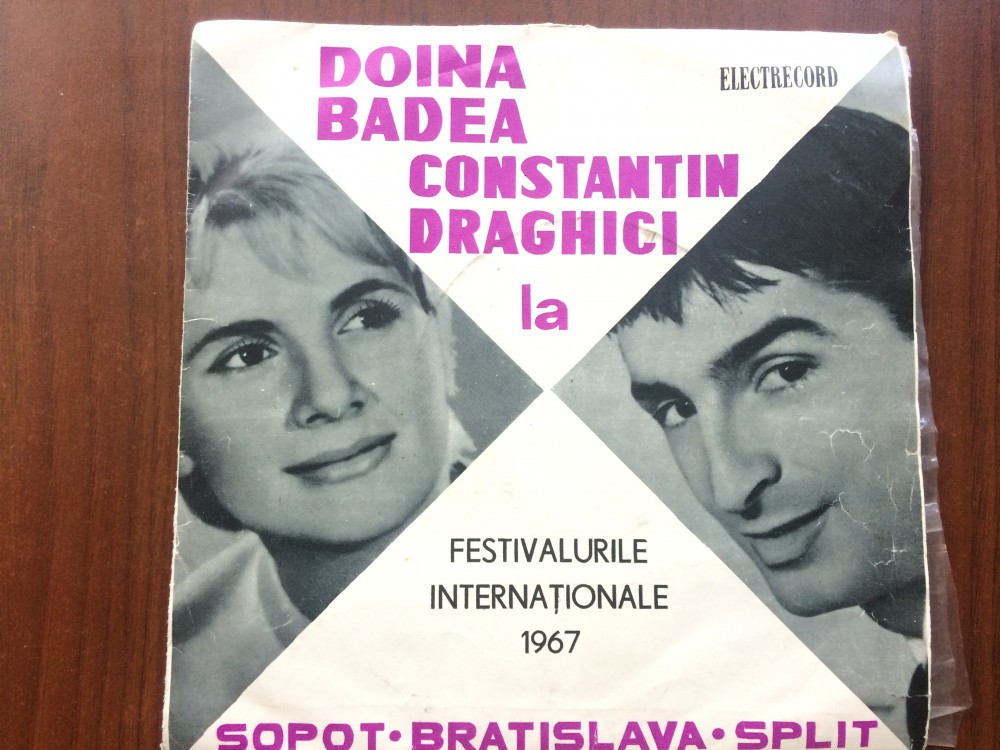 DOINA
BADEA
ELECTRECORD
CONSTANTIN
DRAGHICI
la
FESTIVALURILE
INTERNAȚIONALE
1967
SOPOT • BRATISLAVA • SPLIT